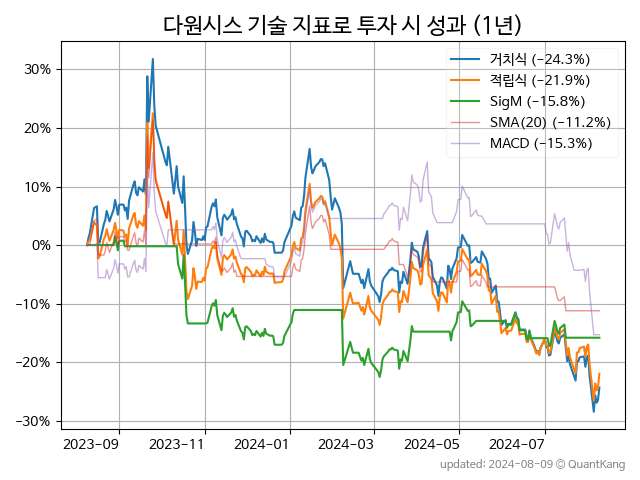 다원시스 기술 지표로 투자 시 성과 (1년)
거치식 (−24.3%)
적립식 (−21.9%)
SigM (−15.8%)
SMA(20) (−11.2%)
MACD (−15.3%)
30%
20%
10%
0%
−10%
−20%
−30%
2023-09 2023-11 2024-01 2024-03 2024-05 2024-07
updated: 2024-08-09 © QuantKang